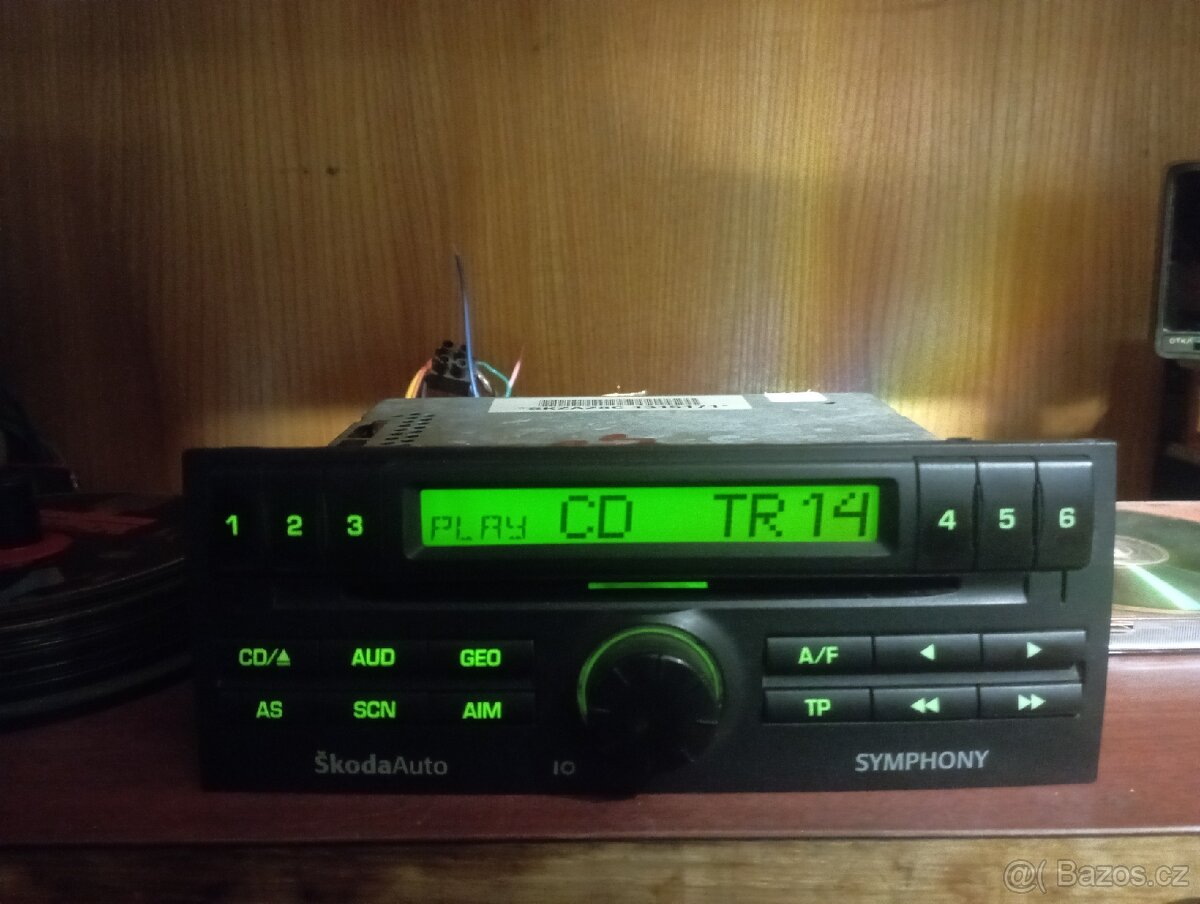 1 2 3 PLAY CD TR14 4 5 6
CD/ AUD GEO A/F
AS SCN AIM TP
ŠkodaAuto SYMPHONY
@( Bazos.cz